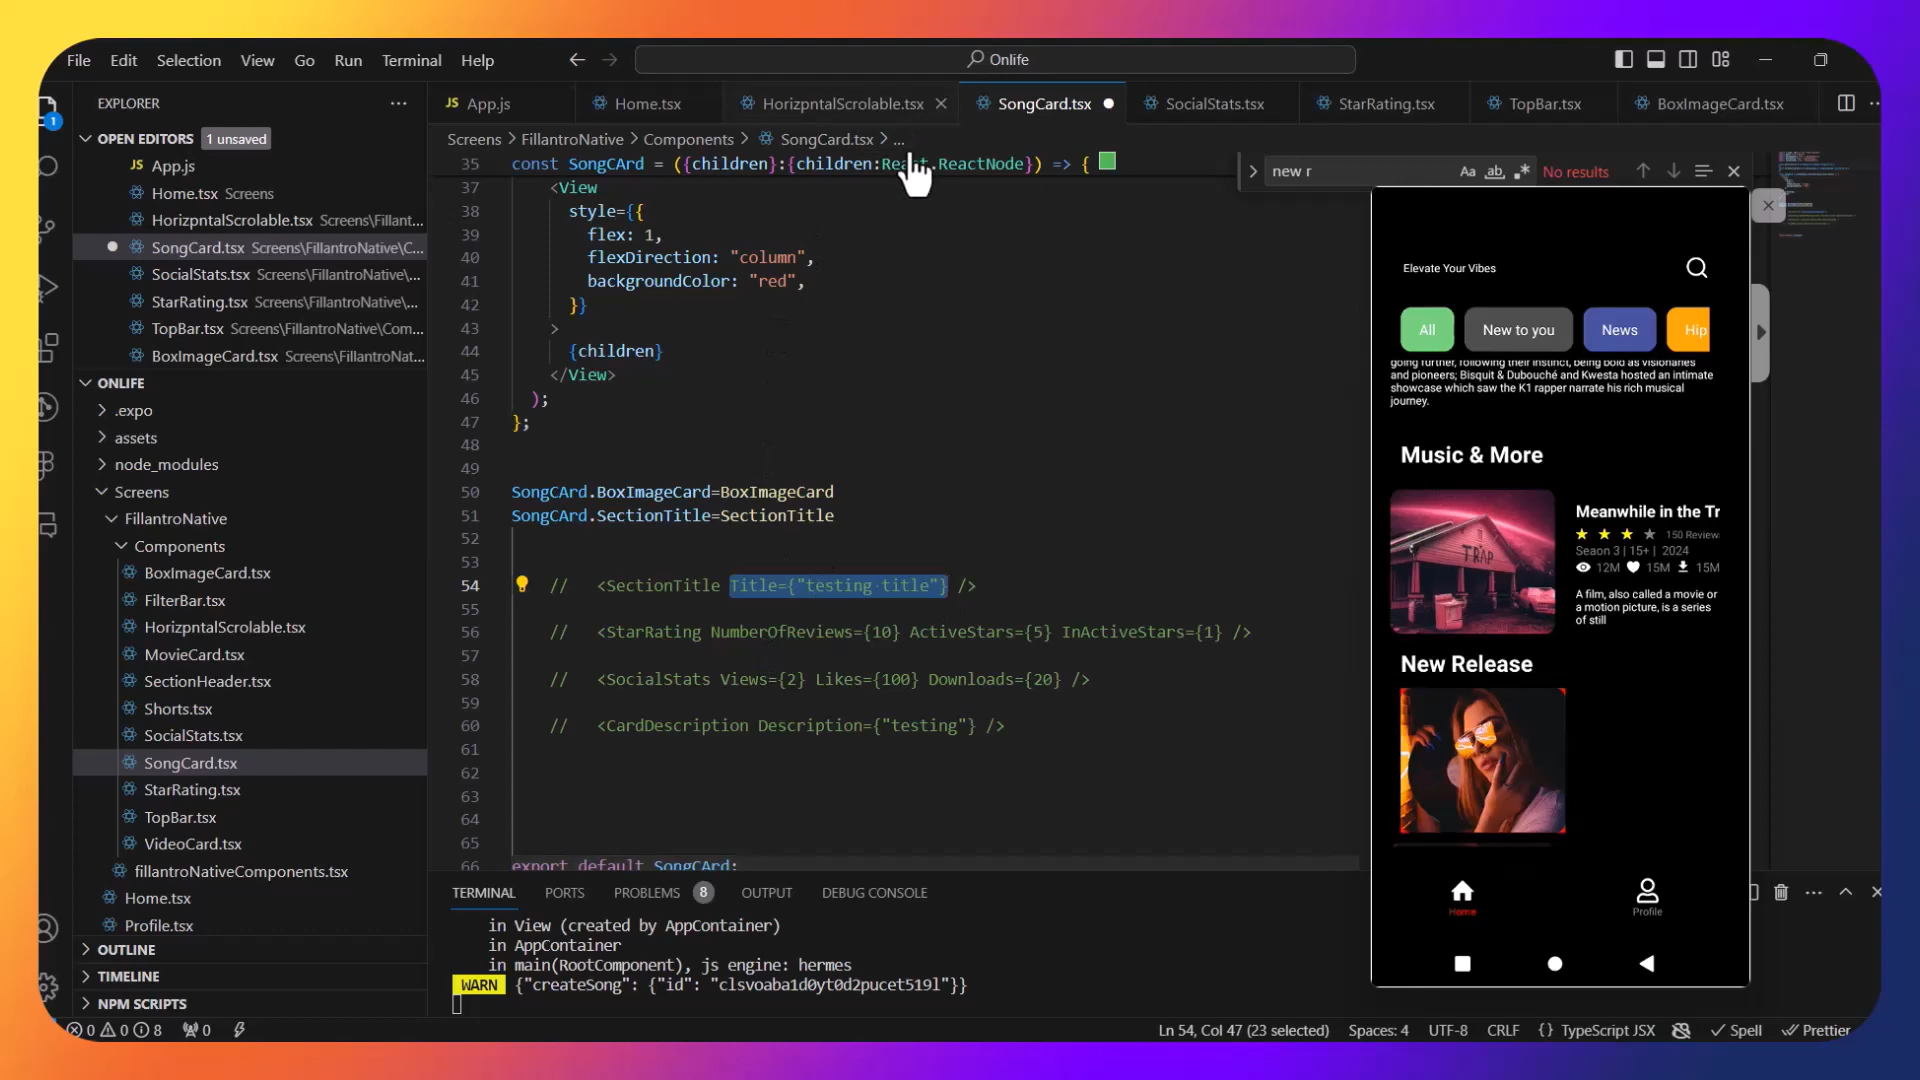 File Edit Selection View Go Run Terminal Help
Onlife
EXPLORER
OPEN EDITORS 1 unsaved
App.js
Home.tsx Screens
HorizpntalScrolable.tsx Screens\Fillant...
SongCard.tsx Screens\FillantroNative\C...
SocialStats.tsx Screens\FillantroNative\...
StarRating.tsx Screens\FillantroNative\...
TopBar.tsx Screens\FillantroNative\Com...
BoxImageCard.tsx Screens\FillantroNat...
ONLIFE
.expo
assets
node_modules
Screens
FillantroNative
Components
BoxImageCard.tsx
FilterBar.tsx
HorizpntalScrolable.tsx
MovieCard.tsx
SectionHeader.tsx
Shorts.tsx
SocialStats.tsx
SongCard.tsx
StarRating.tsx
TopBar.tsx
VideoCard.tsx
fillantroNativeComponents.tsx
Home.tsx
Profile.tsx
OUTLINE
TIMELINE
NPM SCRIPTS
1
JS App.js Home.tsx HorizpntalScrolable.tsx SongCard.tsx SocialStats.tsx StarRating.tsx TopBar.tsx BoxImageCard.tsx
Screens > FillantroNative > Components > SongCard.tsx > ...
35 const SongCArd = ({children}:{children:React.ReactNode}) => {
37 <View
38 style={{
39 flex: 1,
40 flexDirection: "column",
41 backgroundColor: "red",
42 }}
43 >
44 {children}
45 </View>
46 );
47 };
48
49
50 SongCArd.BoxImageCard=BoxImageCard
51 SongCArd.SectionTitle=SectionTitle
52
53
54 // <SectionTitle Title={"testing title"} />
55
56 // <StarRating NumberOfReviews={10} ActiveStars={5} InActiveStars={1} />
57
58 // <SocialStats Views={2} Likes={100} Downloads={20} />
59
60 // <CardDescription Description={"testing"} />
61
62
63
64
65
66 export default SongCArd;
new r Aa ab No results
Elevate Your Vibes
All New to you News Hip
going further, following their instinct, being bold as visionaries
and pioneers; Bisquit & Dubouché and Kwesta hosted an intimate
showcase which saw the K1 rapper narrate his rich musical
journey.
Music & More
TRAP
Meanwhile in the Tr
150 Review
Seaon 3 | 15+ | 2024
12M 15M 15M
A film, also called a movie or
a motion picture, is a series
of still
New Release
Home Profile
TERMINAL PORTS PROBLEMS 8 OUTPUT DEBUG CONSOLE
in View (created by AppContainer)
in AppContainer
in main(RootComponent), js engine: hermes
WARN {"createSong": {"id": "clsvoaba1d0yt0d2pucet519l"}}
0 0 8 0 Ln 54, Col 47 (23 selected) Spaces: 4 UTF-8 CRLF {} TypeScript JSX Spell Prettier